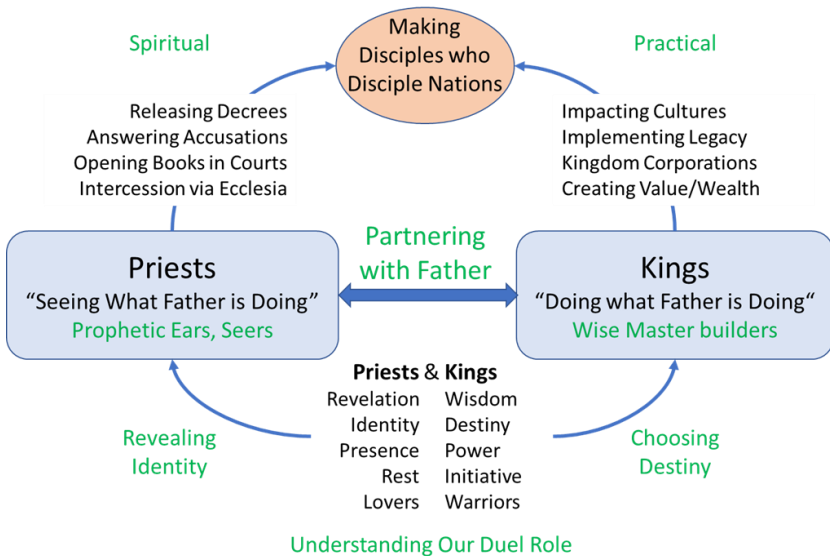 Spiritual
Making
Disciples who
Disciple Nations
Practical
Releasing Decrees
Answering Accusations
Opening Books in Courts
Intercession via Ecclesia
Impacting Cultures
Implementing Legacy
Kingdom Corporations
Creating Value/Wealth
Priests
“Seeing What Father is Doing”
Prophetic Ears, Seers
Partnering
with Father
Kings
“Doing what Father is Doing“
Wise Master builders
Priests & Kings
Revelation Wisdom
Identity Destiny
Presence Power
Rest Initiative
Lovers Warriors
Revealing
Identity
Choosing
Destiny
Understanding Our Duel Role